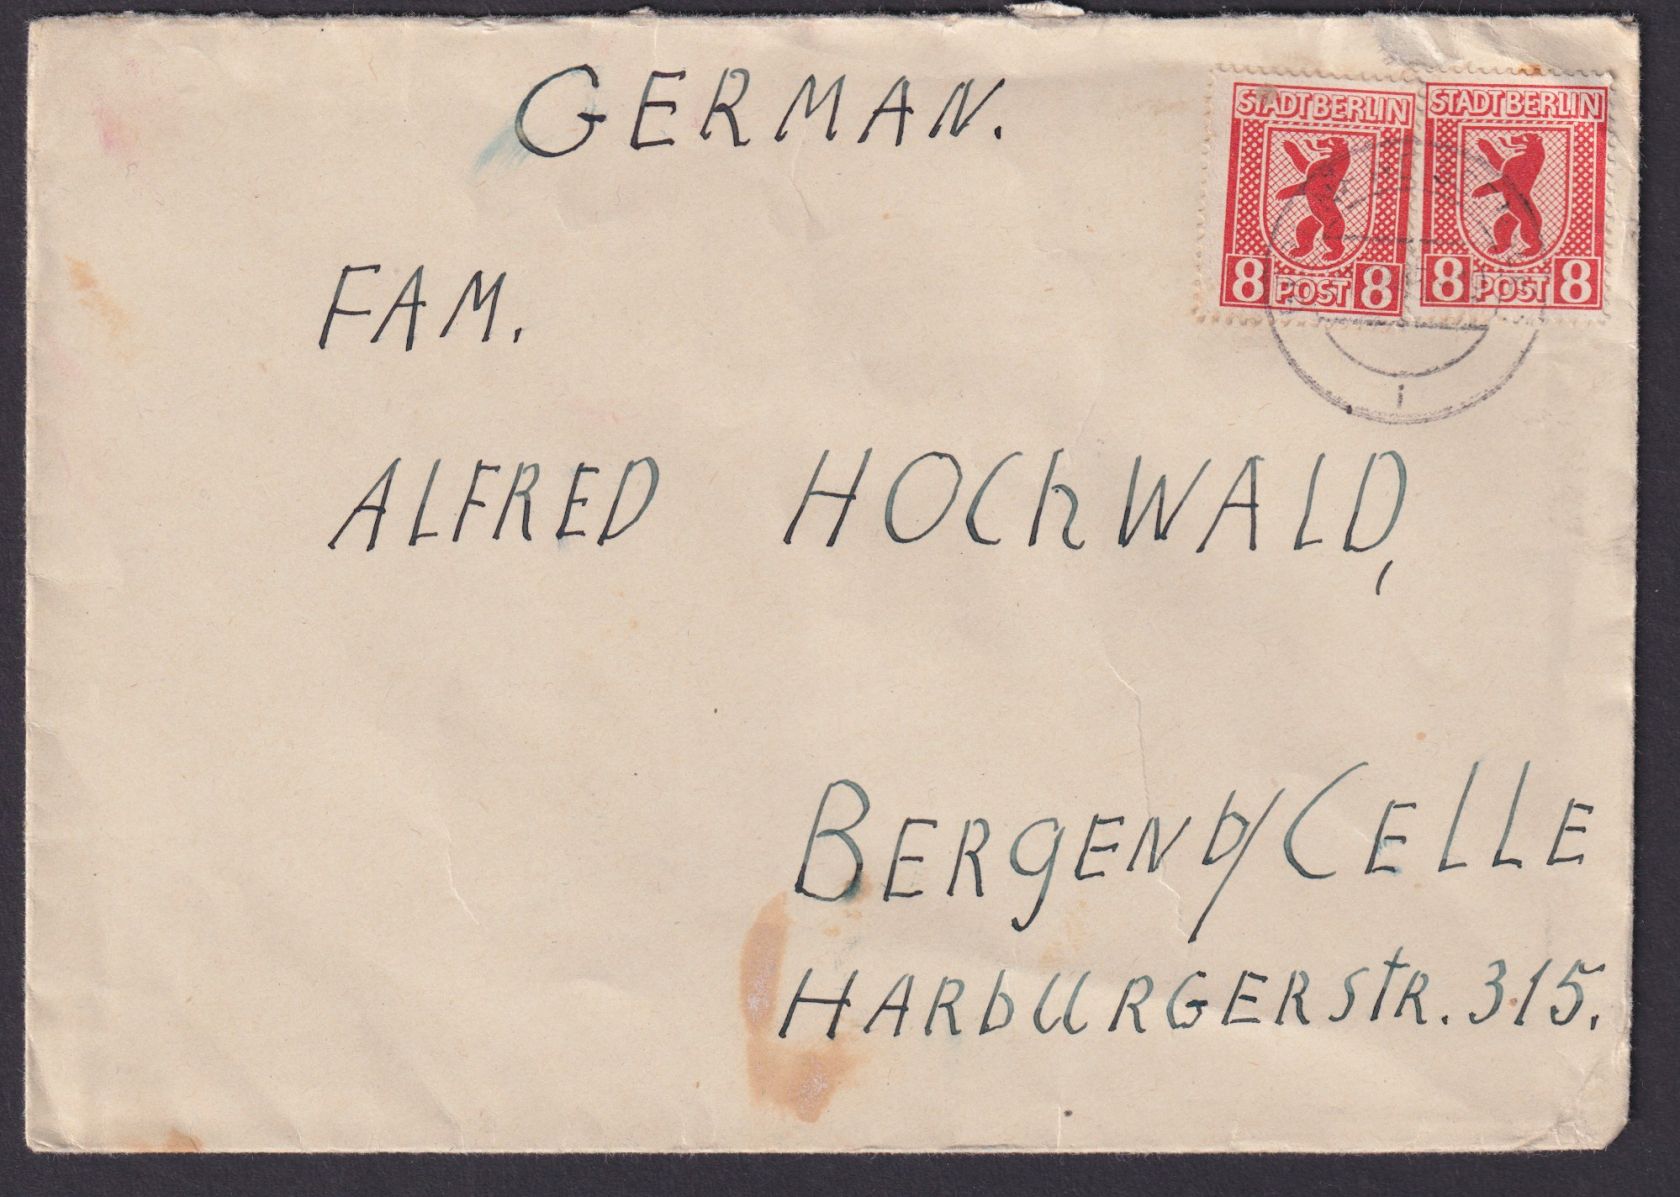 GERMAN.
STADT BERLIN
8 POST 8
STADT BERLIN
8 POST 8
i
FAM.
ALFRED HOChWALD,
BERgEN b/CElLE
HARbURGERStR. 315.